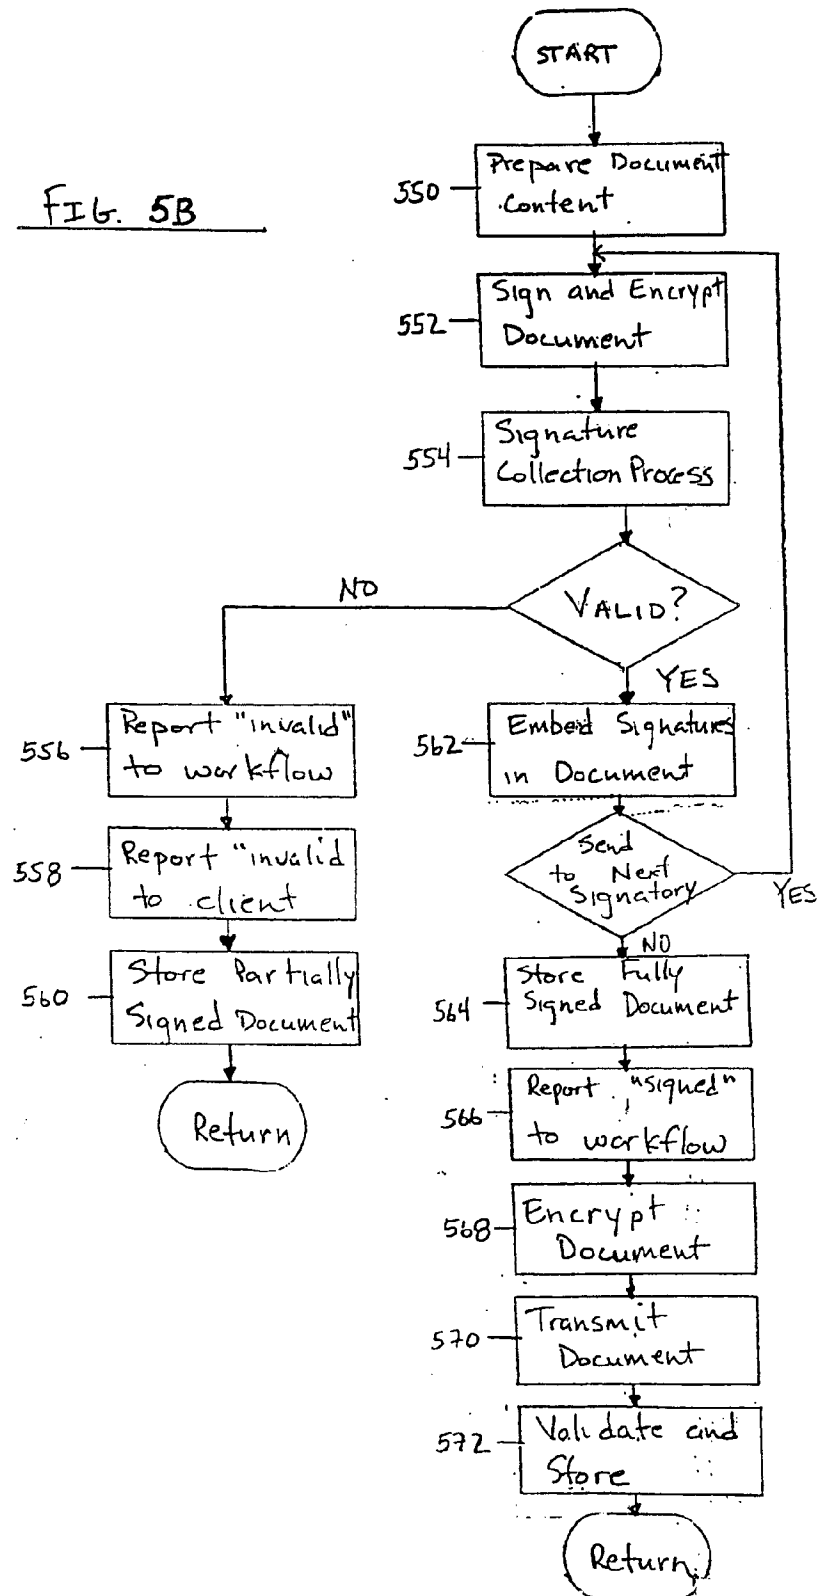 START
FIG. 5B
550
Prepare Document
Content
552
Sign and Encrypt
Document
554
Signature
Collection Process
VALID?
NO
YES
556
Report "invalid"
to workflow
562
Embed Signatures
in Document
558
Report "invalid
to client
Send
to Next
Signatory
YES
NO
560
Store Partially
Signed Document
564
Store Fully
Signed Document
Return
566
Report "signed"
to workflow
568
Encrypt
Document
570
Transmit
Document
572
Validate and
Store
Return